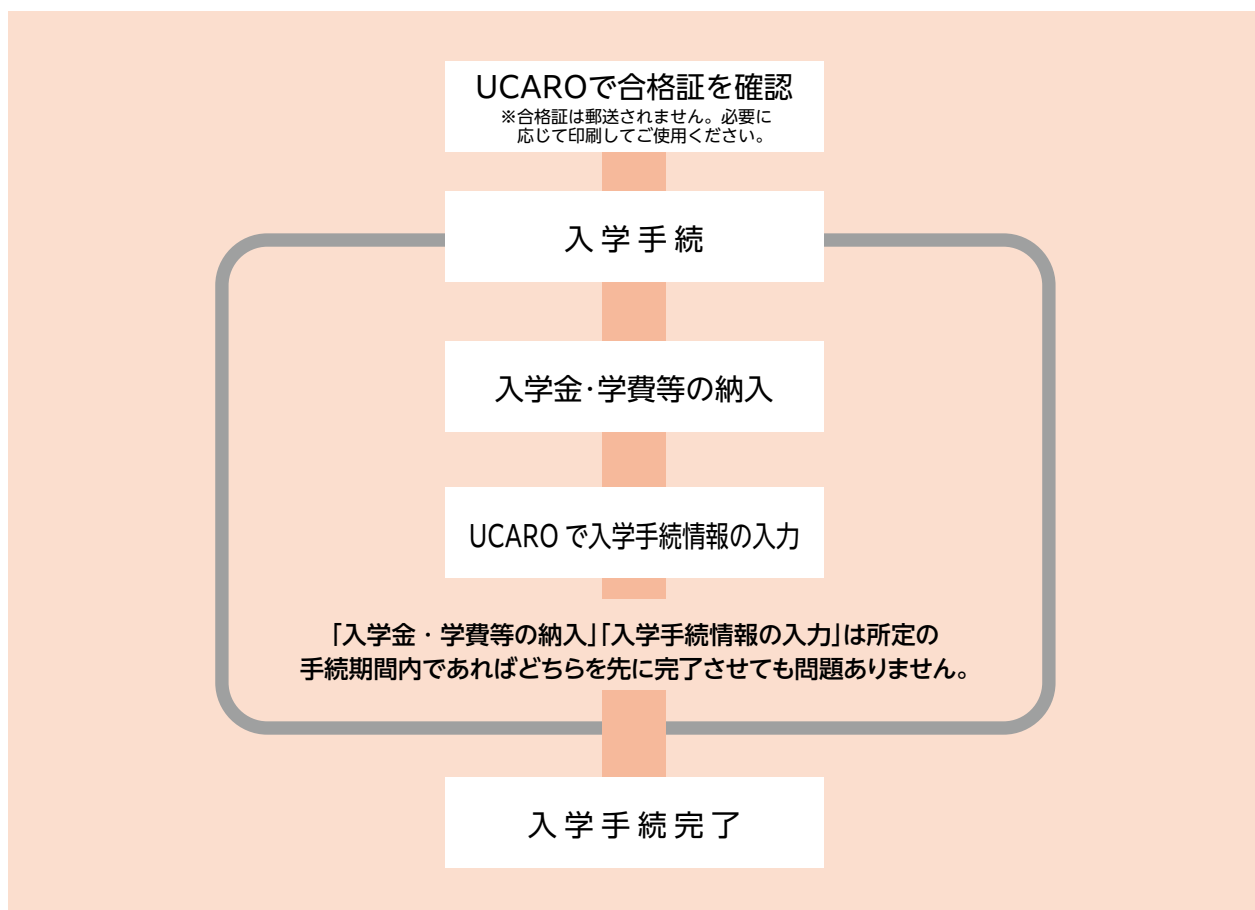 UCAROで合格証を確認
※合格証は郵送されません。必要に
応じて印刷してご使用ください。
入学手続
入学金･学費等の納入
UCARO で入学手続情報の入力
「入学金・学費等の納入」「入学手続情報の入力」は所定の
手続期間内であればどちらを先に完了させても問題ありません。
入学手続完了